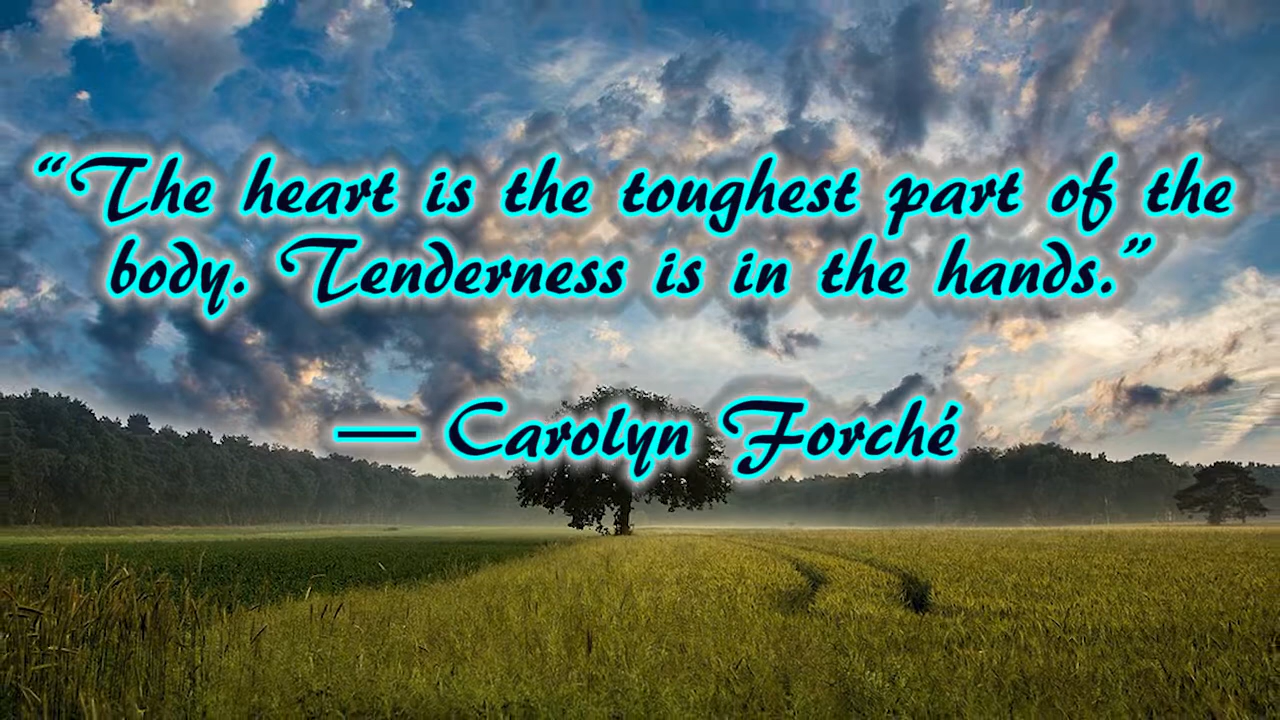 “The heart is the toughest part of the
body. Tenderness is in the hands.”
— Carolyn Forché